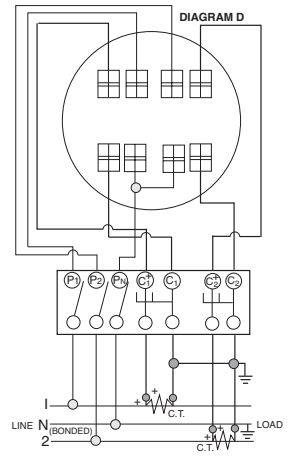 DIAGRAM D
P1 P2 PN C1+ C1 C2+ C2
1
+ +
C.T.
LINE N (BONDED) LOAD
2
+ +
C.T.